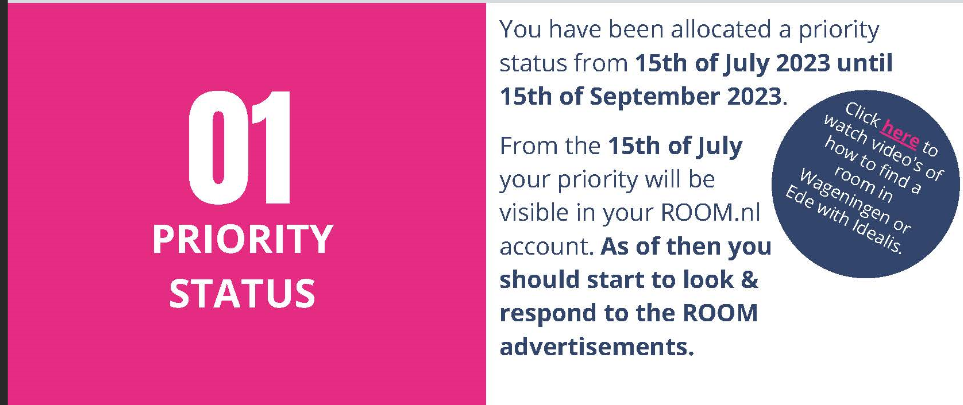 01
PRIORITY
STATUS
You have been allocated a priority
status from 15th of July 2023 until
15th of September 2023.
From the 15th of July
your priority will be
visible in your ROOM.nl
account. As of then you
should start to look &
respond to the ROOM
advertisements.
Click here to
watch video's of
how to find a
room in
Wageningen or
Ede with Idealis.